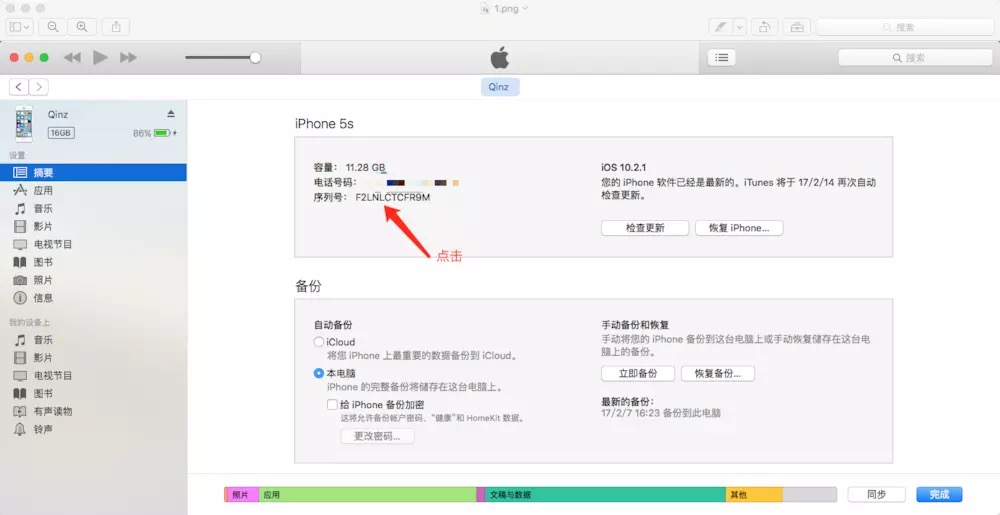 1.png
搜索
搜索
Qinz
Qinz
16GB
86%
设置
摘要
应用
音乐
影片
电视节目
图书
照片
信息
我的设备上
音乐
影片
电视节目
图书
有声读物
铃声
iPhone 5s
容量: 11.28 GB
电话号码:
序列号: F2LNLCTCFR9M
点击
iOS 10.2.1
您的 iPhone 软件已经是最新的。iTunes 将于 17/2/14 再次自动
检查更新。
检查更新
恢复 iPhone...
备份
自动备份
iCloud
将您 iPhone 上最重要的数据备份到 iCloud。
本电脑
iPhone 的完整备份将储存在这台电脑上。
给 iPhone 备份加密
这将允许备份帐户密码、“健康”和 HomeKit 数据。
更改密码...
手动备份和恢复
手动将您的 iPhone 备份到这台电脑上或手动恢复储存在这台电
脑上的备份。
立即备份
恢复备份...
最新的备份:
17/2/7 16:23 备份到此电脑
照片
应用
文稿与数据
其他
同步
完成